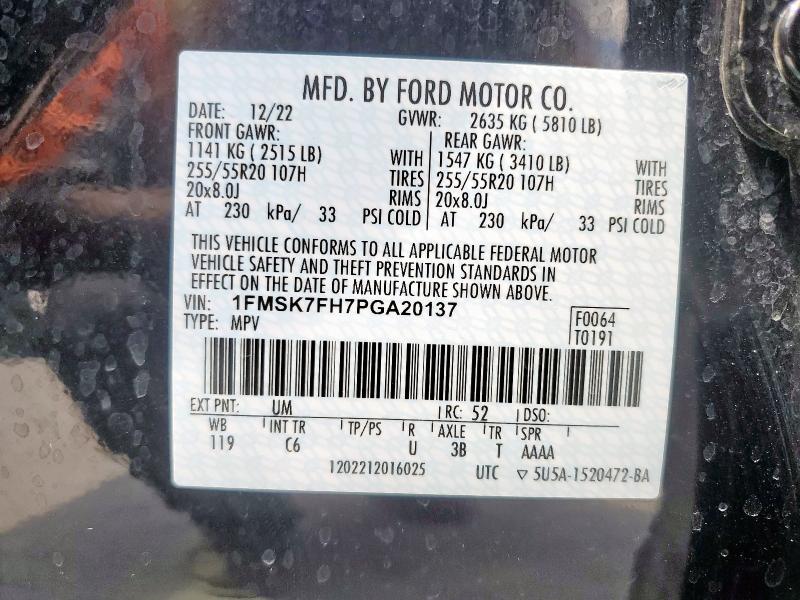 MFD. BY FORD MOTOR CO.
DATE: 12/22 GVWR: 2635 KG ( 5810 LB)
FRONT GAWR: REAR GAWR:
1141 KG ( 2515 LB) WITH 1547 KG ( 3410 LB) WITH
255/55R20 107H TIRES 255/55R20 107H TIRES
20x8.0J RIMS 20x8.0J RIMS
AT 230 kPa/ 33 PSI COLD AT 230 kPa/ 33 PSI COLD
THIS VEHICLE CONFORMS TO ALL APPLICABLE FEDERAL MOTOR
VEHICLE SAFETY AND THEFT PREVENTION STANDARDS IN
EFFECT ON THE DATE OF MANUFACTURE SHOWN ABOVE.
VIN: 1FMSK7FH7PGA20137
TYPE: MPV
F0064
T0191
EXT PNT: UM RC: 52 DSO:
WB INT TR TP/PS R AXLE TR SPR
119 C6 U 3B T AAAA
1202212016025 UTC ▽ 5U5A-1520472-BA